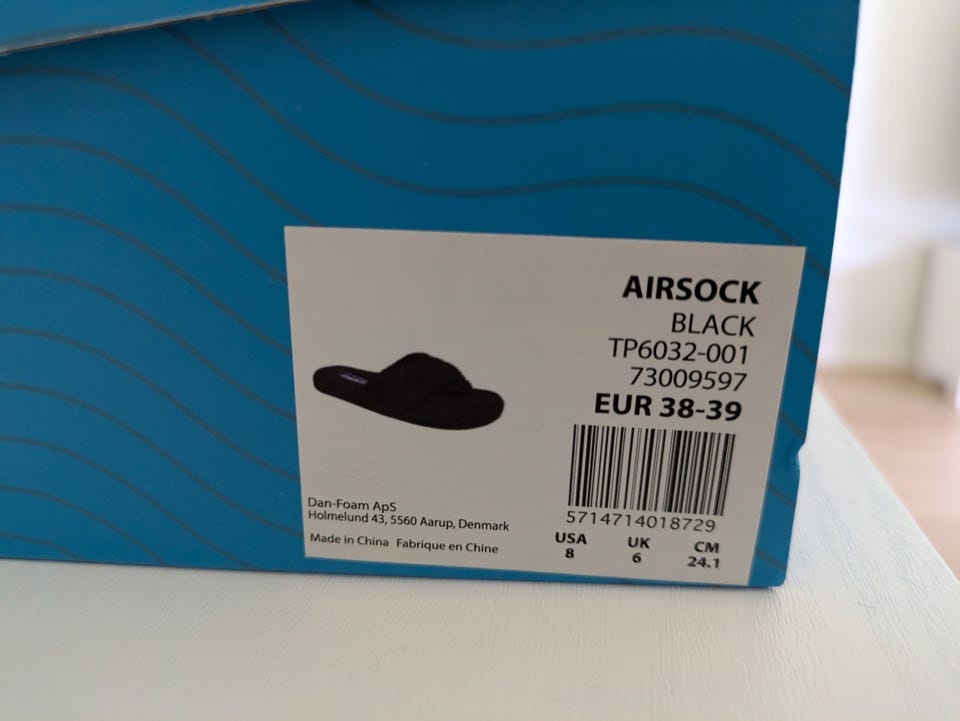 AIRSOCK
BLACK
TP6032-001
73009597
EUR 38-39
5714714018729
Dan-Foam ApS
Holmelund 43, 5560 Aarup, Denmark
Made in China Fabrique en Chine
USA UK CM
8 6 24.1